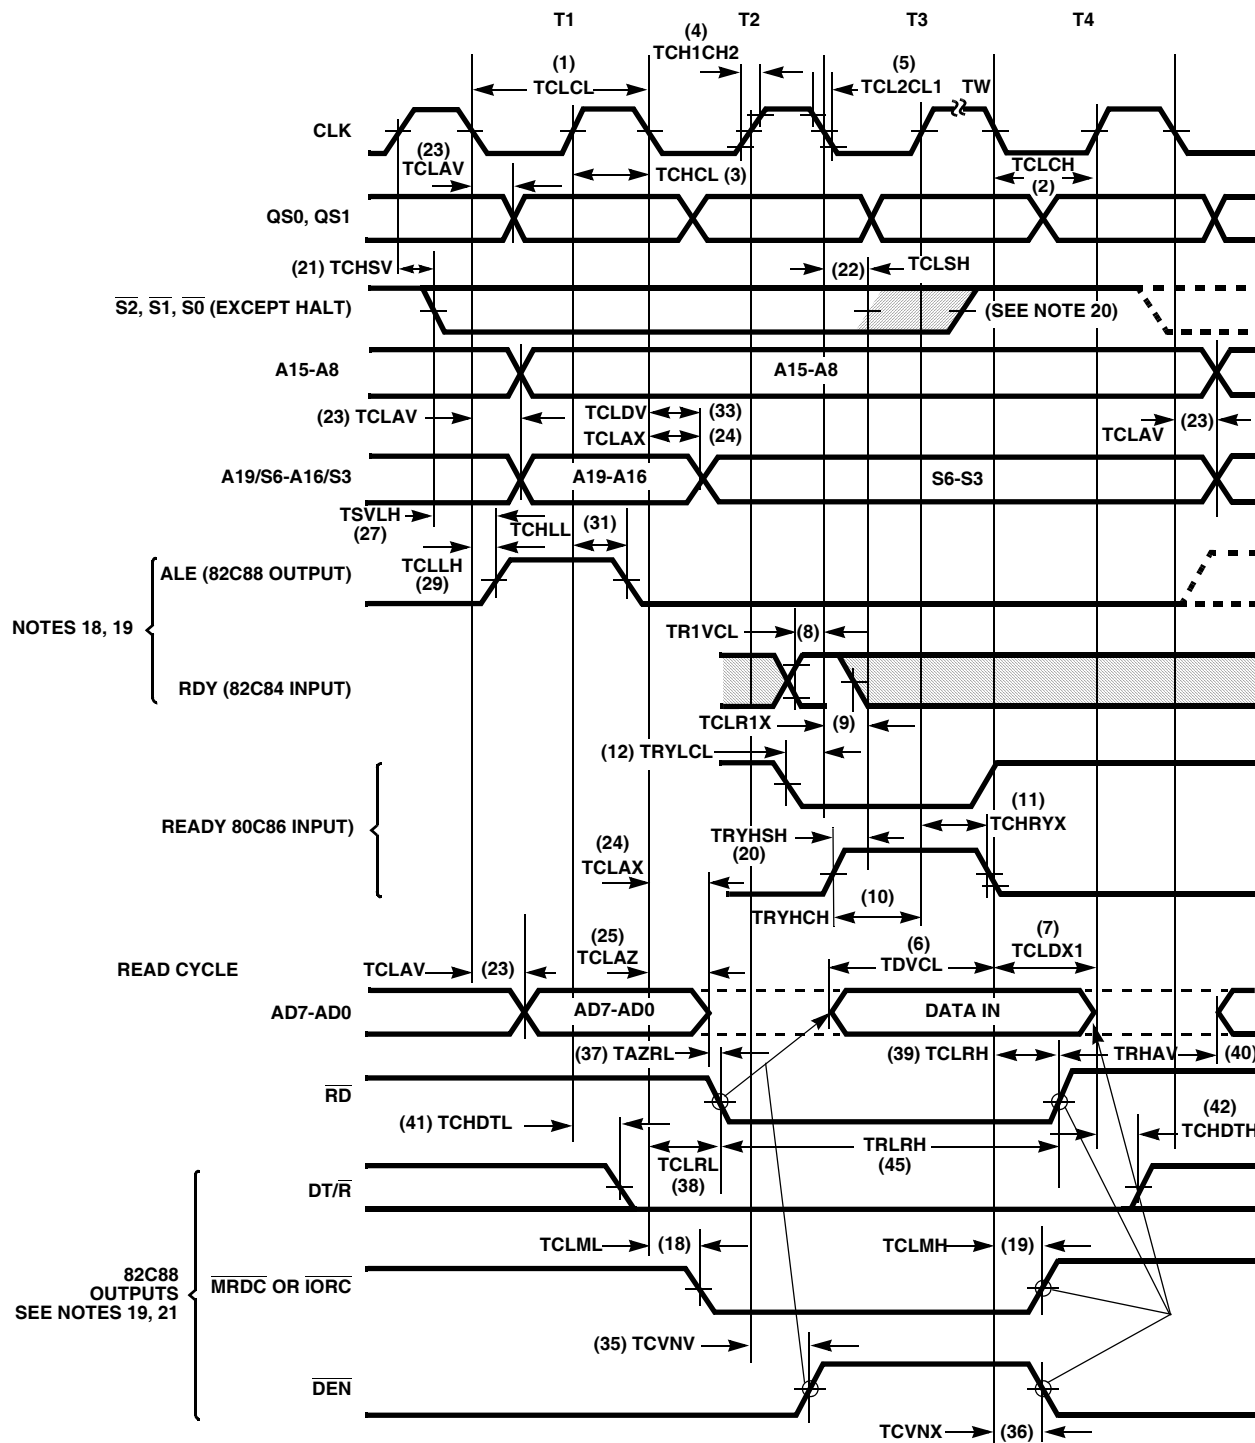 T1 T2 T3 T4
(4)
TCH1CH2
(1)
TCLCL
(5)
TCL2CL1 TW
CLK
(23)
TCLAV
TCHCL (3)
TCLCH
(2)
QS0, QS1
(21) TCHSV
(22) TCLSH
S2, S1, S0 (EXCEPT HALT)
(SEE NOTE 20)
A15-A8
A15-A8
(23) TCLAV
TCLDV (33)
TCLAX (24)
TCLAV (23)
A19/S6-A16/S3
A19-A16
S6-S3
TSVLH
(27)
TCHLL (31)
TCLLH
(29)
ALE (82C88 OUTPUT)
NOTES 18, 19
TR1VCL (8)
RDY (82C84 INPUT)
TCLR1X (9)
(12) TRYLCL
READY 80C86 INPUT)
(11)
TCHRYX
TRYHSH
(20)
(24)
TCLAX
(10)
TRYHCH
READ CYCLE
TCLAV (23)
(25)
TCLAZ
(6)
TDVCL
(7)
TCLDX1
AD7-AD0
AD7-AD0
DATA IN
(37) TAZRL
(39) TCLRH
TRHAV (40)
RD
(41) TCHDTL
(42)
TCHDTH
TCLRL
(38)
TRLRH
(45)
DT/R
TCLML (18)
TCLMH (19)
82C88
OUTPUTS
SEE NOTES 19, 21
MRDC OR IORC
(35) TCVNV
DEN
TCVNX (36)